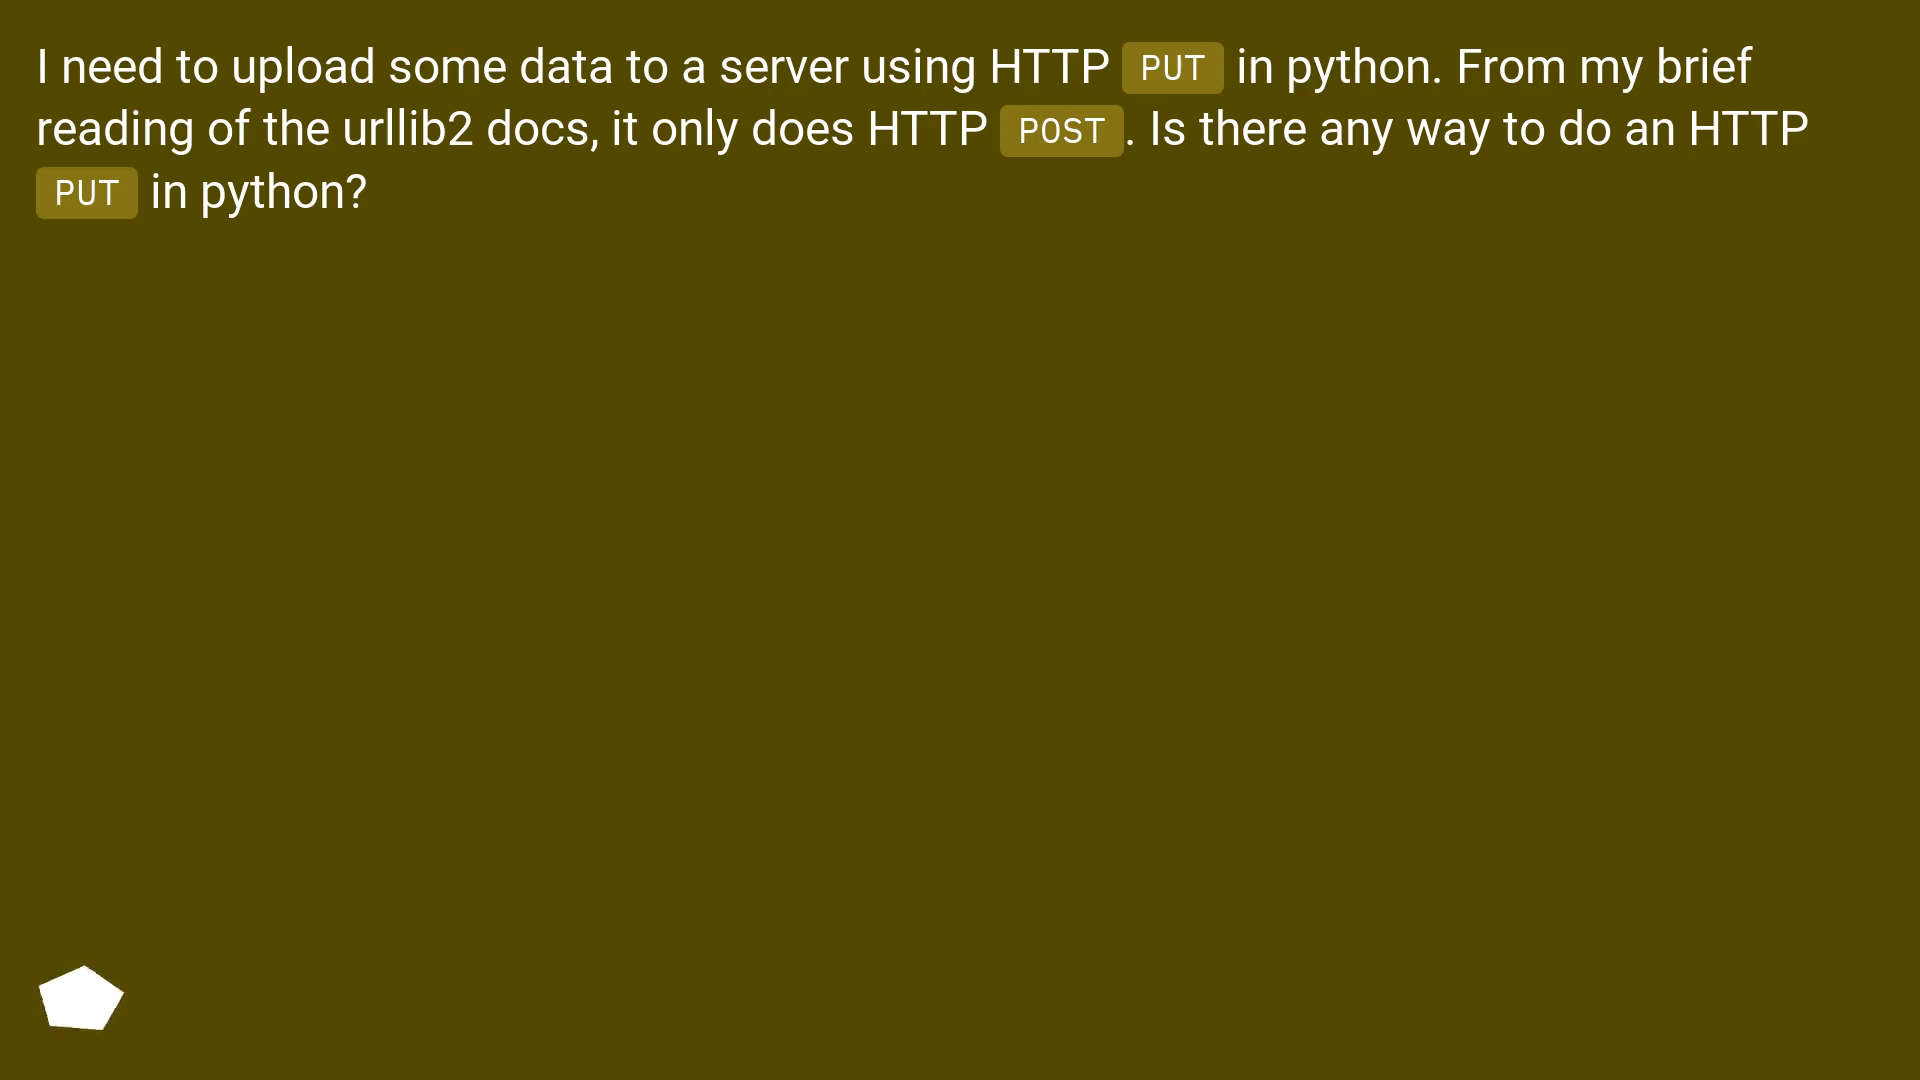 I need to upload some data to a server using HTTP PUT in python. From my brief
reading of the urllib2 docs, it only does HTTP POST. Is there any way to do an HTTP
PUT in python?